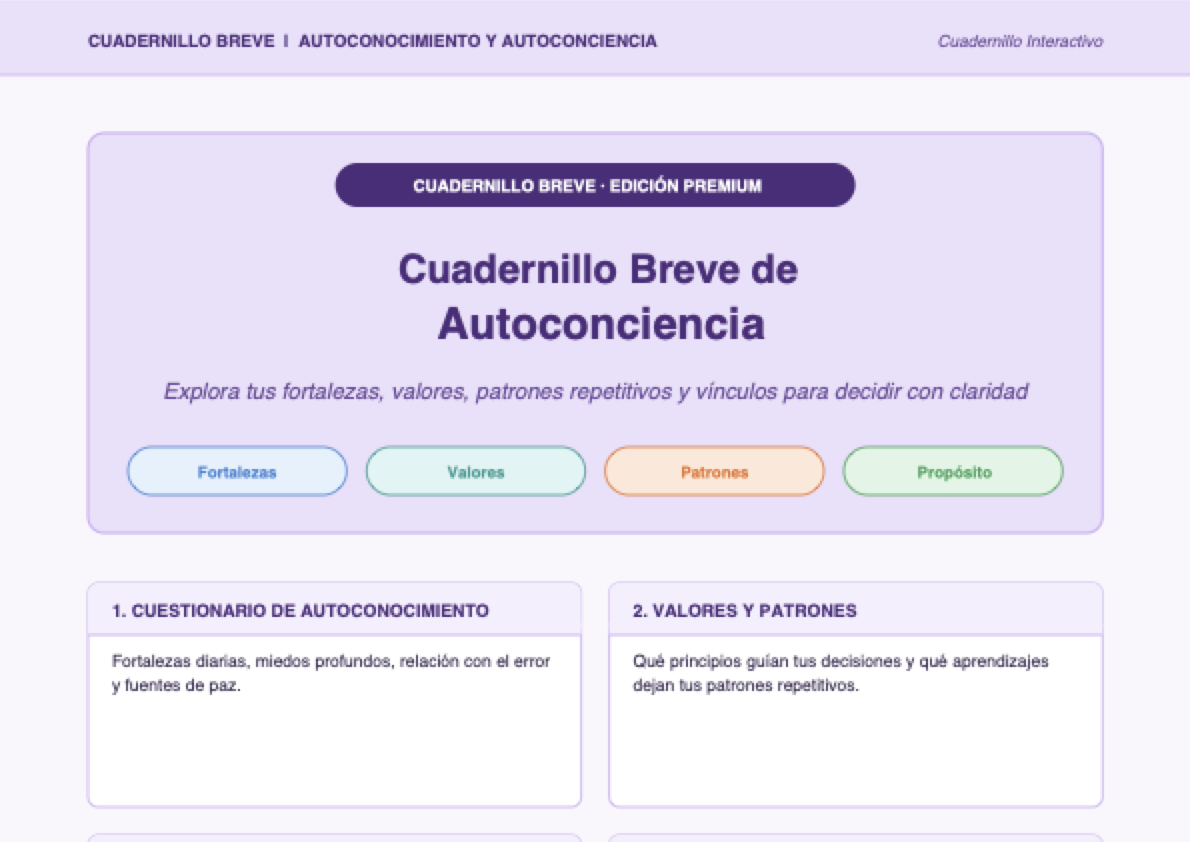 CUADERNILLO BREVE | AUTOCONOCIMIENTO Y AUTOCONCIENCIA
Cuadernillo Interactivo
CUADERNILLO BREVE · EDICIÓN PREMIUM
Cuadernillo Breve de
Autoconciencia
Explora tus fortalezas, valores, patrones repetitivos y vínculos para decidir con claridad
Fortalezas
Valores
Patrones
Propósito
1. CUESTIONARIO DE AUTOCONOCIMIENTO
Fortalezas diarias, miedos profundos, relación con el error
y fuentes de paz.
2. VALORES Y PATRONES
Qué principios guían tus decisiones y qué aprendizajes
dejan tus patrones repetitivos.